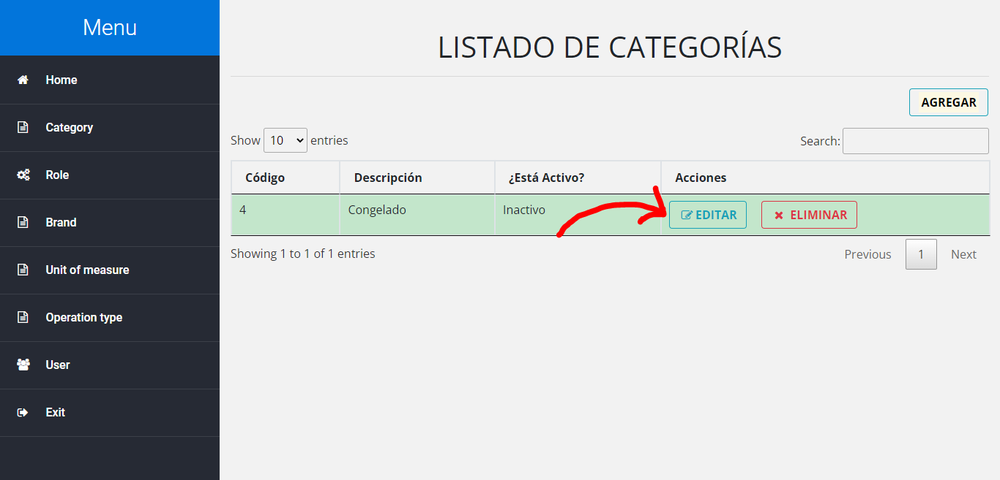 Menu
Home
Category
Role
Brand
Unit of measure
Operation type
User
Exit
LISTADO DE CATEGORÍAS
AGREGAR
Show 10 entries
Search:
Código Descripción ¿Está Activo? Acciones
4 Congelado Inactivo EDITAR ELIMINAR
Showing 1 to 1 of 1 entries
Previous 1 Next